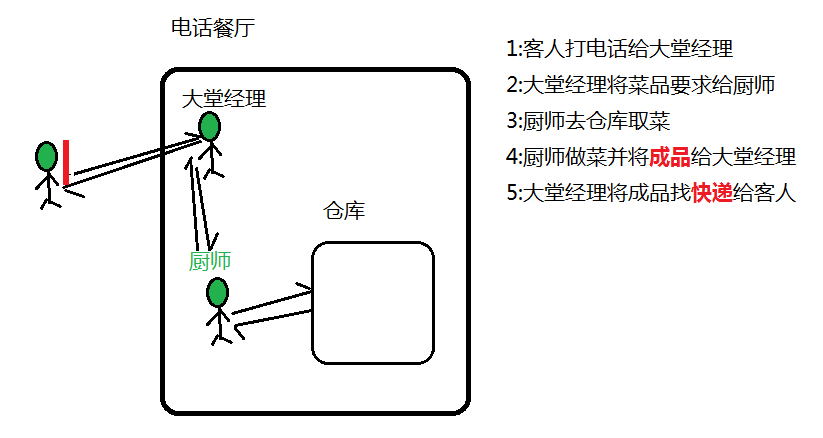 电话餐厅
大堂经理
仓库
厨师
1:客人打电话给大堂经理
2:大堂经理将菜品要求给厨师
3:厨师去仓库取菜
4:厨师做菜并将成品给大堂经理
5:大堂经理将成品找快递给客人